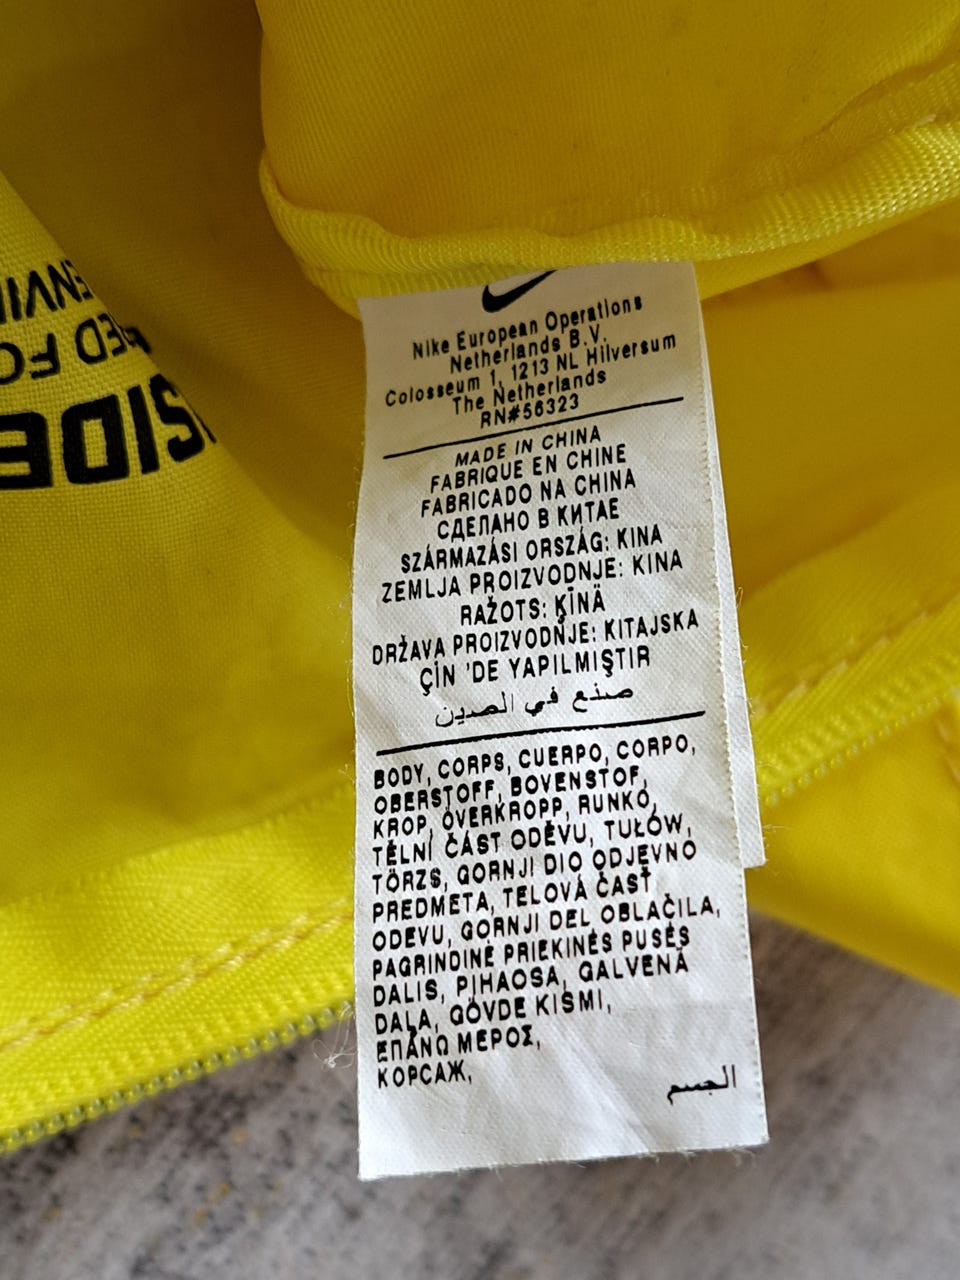 Nike European Operations
Netherlands B.V.
Colosseum 1, 1213 NL Hilversum
The Netherlands
RN#56323
MADE IN CHINA
FABRIQUE EN CHINE
FABRICADO NA CHINA
СДЕЛАНО В КИТАЕ
SZÁRMAZÁSI ORSZÁG: KINA
ZEMLJA PROIZVODNJE: KINA
RAŽOTS: ĶĪNĀ
DRŽAVA PROIZVODNJE: KITAJSKA
ÇİN 'DE YAPILMIŞTIR
صنع في الصين
BODY, CORPS, CUERPO, CORPO,
OBERSTOFF, BOVENSTOF,
KROP, ÖVERKROPP, RUNKO,
TĚLNÍ ČÁST ODĚVU, TUŁÓW,
TÖRZS, GORNJI DIO ODJEVNO
PREDMETA, TELOVÁ ČASŤ
ODEVU, GORNJI DEL OBLAČILA,
PAGRINDINĖ PRIEKINĖS PUSĖS
DALIS, PIHAOSA, GALVENĀ
DAĻA, GÖVDE KISMI,
ΕΠΑΝΩ ΜΕΡΟΣ,
КОРСАЖ,
الجسم
SIDE
ED FO
ENVI